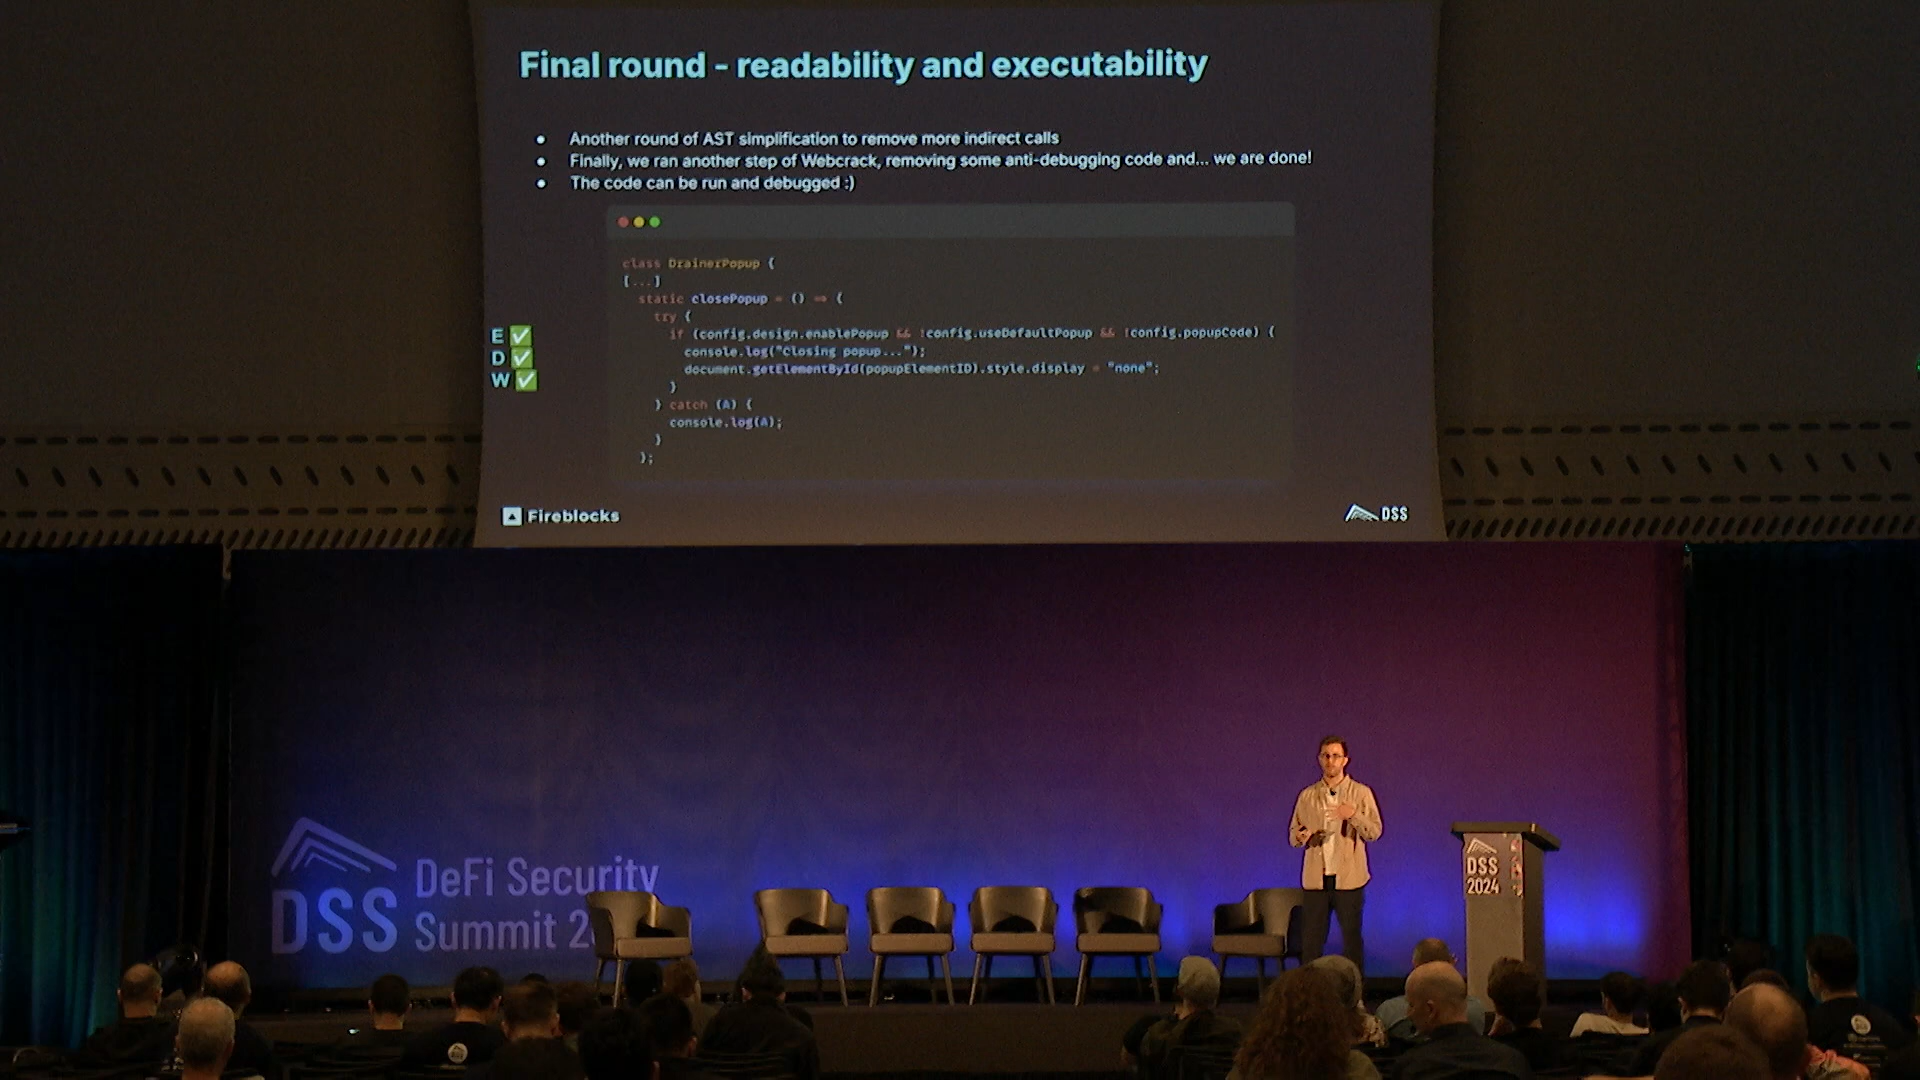 Final round - readability and executability
● Another round of AST simplification to remove more indirect calls
● Finally, we ran another step of Webcrack, removing some anti-debugging code and... we are done!
● The code can be run and debugged :)
class DrainerPopup {
[...]
static closePopup = () => {
try {
if (config.design.enablePopup && !config.useDefaultPopup && !config.popupCode) {
console.log("Closing popup...");
document.getElementById(popupElementID).style.display = "none";
}
} catch (A) {
console.log(A);
}
};
E ✅
D ✅
W ✅
Fireblocks
DSS
DSS
DeFi Security
Summit 2
DSS
2024
DSS